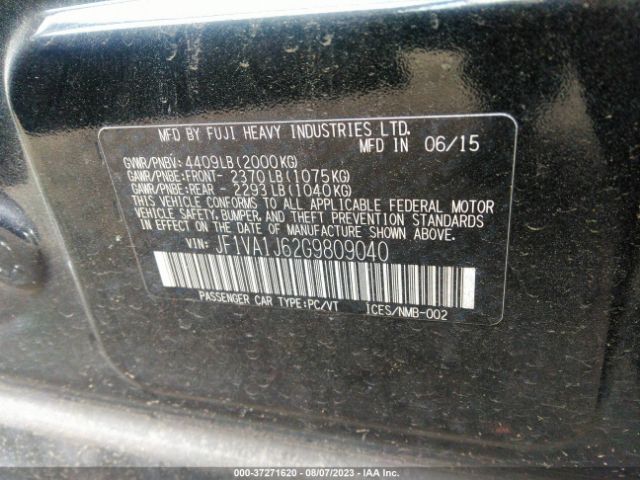 MFD BY FUJI HEAVY INDUSTRIES LTD.
MFD IN 06/15
GVWR/PNBV: 4409LB(2000KG)
GAWR/PNBE:FRONT- 2370LB(1075KG)
GAWR/PNBE:REAR - 2293LB(1040KG)
THIS VEHICLE CONFORMS TO ALL APPLICABLE FEDERAL MOTOR
VEHICLE SAFETY, BUMPER, AND THEFT PREVENTION STANDARDS
IN EFFECT ON THE DATE OF MANUFACTURE SHOWN ABOVE.
VIN: JF1VA1J62G9809040
PASSENGER CAR TYPE:PC/VT ICES/NMB-002
000-37271620 - 08/07/2023 - IAA Inc.